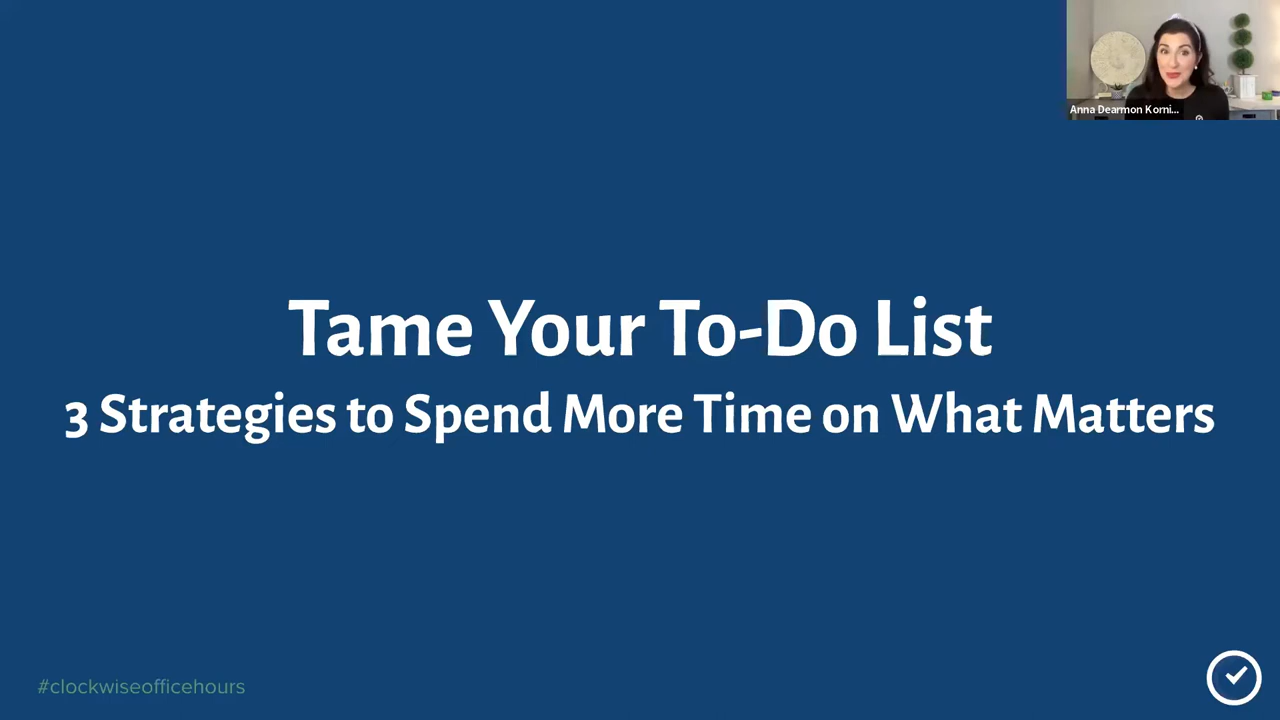 Anna Dearmon Korni...
Tame Your To-Do List
3 Strategies to Spend More Time on What Matters
#clockwiseofficehours